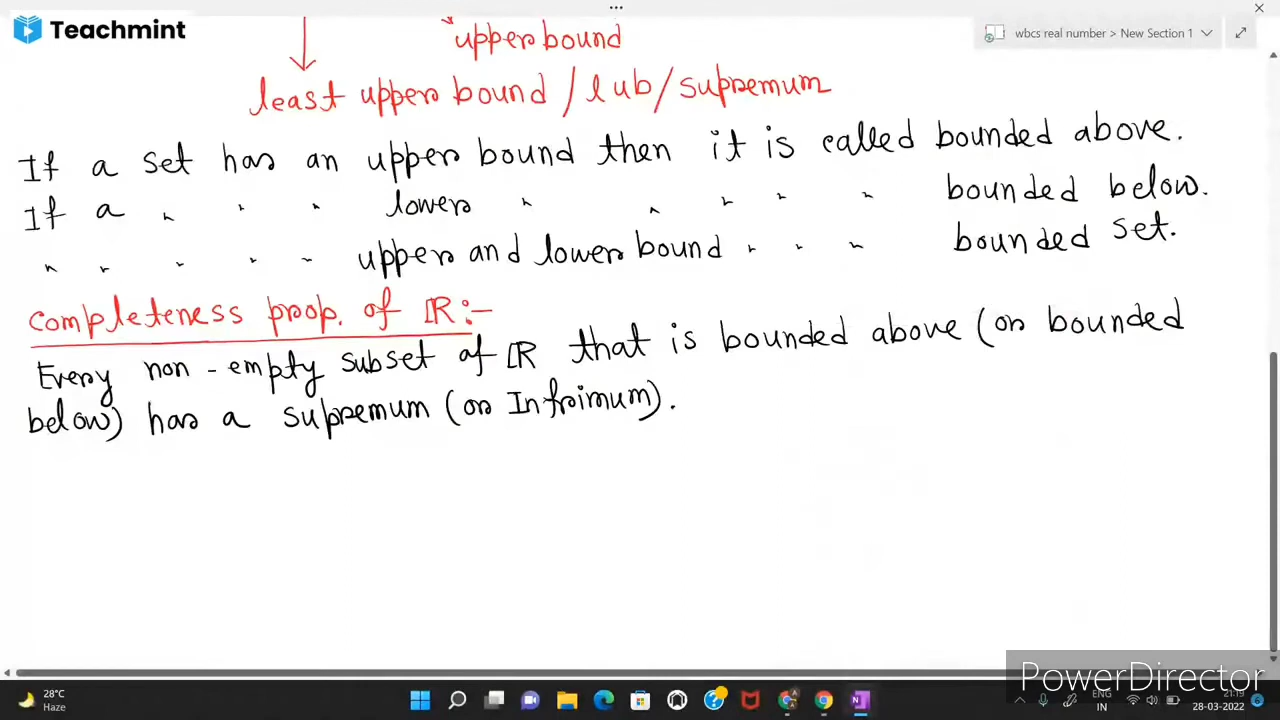 Teachmint
wbcs real number > New Section 1
upper bound
least upper bound / lub / supremum
If a set has an upper bound then it is called bounded above.
If a " " " lower " " " " " bounded below.
" " " " " upper and lower bound " " " bounded set.
Completeness prop. of ℝ:-
Every non-empty subset of ℝ that is bounded above (or bounded
below) has a supremum (or Infimum).
PowerDirector
28°C
Haze
ENG
IN
21:19
28-03-2022
6